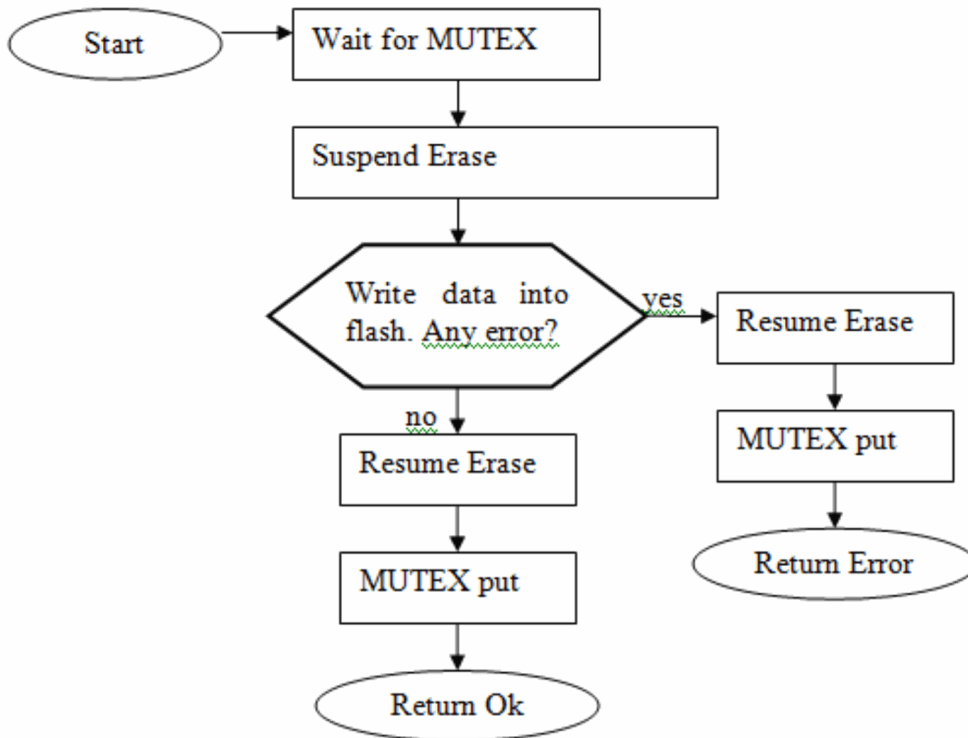 Start
Wait for MUTEX
Suspend Erase
Write data into
flash. Any error?
yes
Resume Erase
MUTEX put
Return Error
no
Resume Erase
MUTEX put
Return Ok